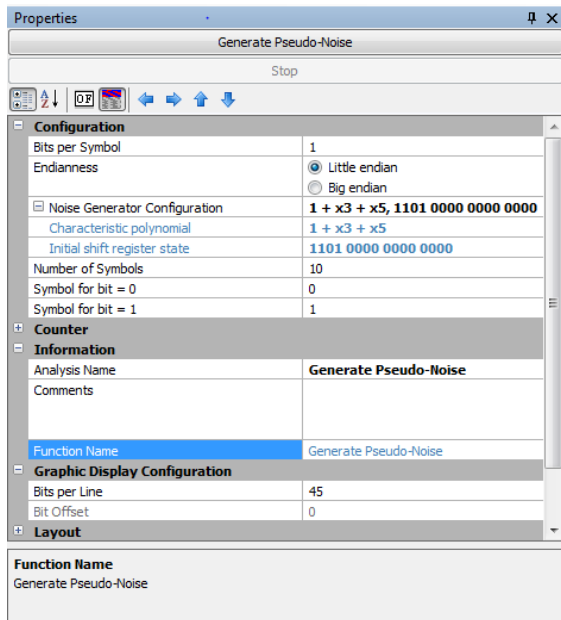 Properties
Generate Pseudo-Noise
Stop
Configuration
Bits per Symbol 1
Endianness Little endian
Big endian
Noise Generator Configuration 1 + x3 + x5, 1101 0000 0000 0000
Characteristic polynomial 1 + x3 + x5
Initial shift register state 1101 0000 0000 0000
Number of Symbols 10
Symbol for bit = 0 0
Symbol for bit = 1 1
Counter
Information
Analysis Name Generate Pseudo-Noise
Comments
Function Name Generate Pseudo-Noise
Graphic Display Configuration
Bits per Line 45
Bit Offset 0
Layout
Function Name
Generate Pseudo-Noise